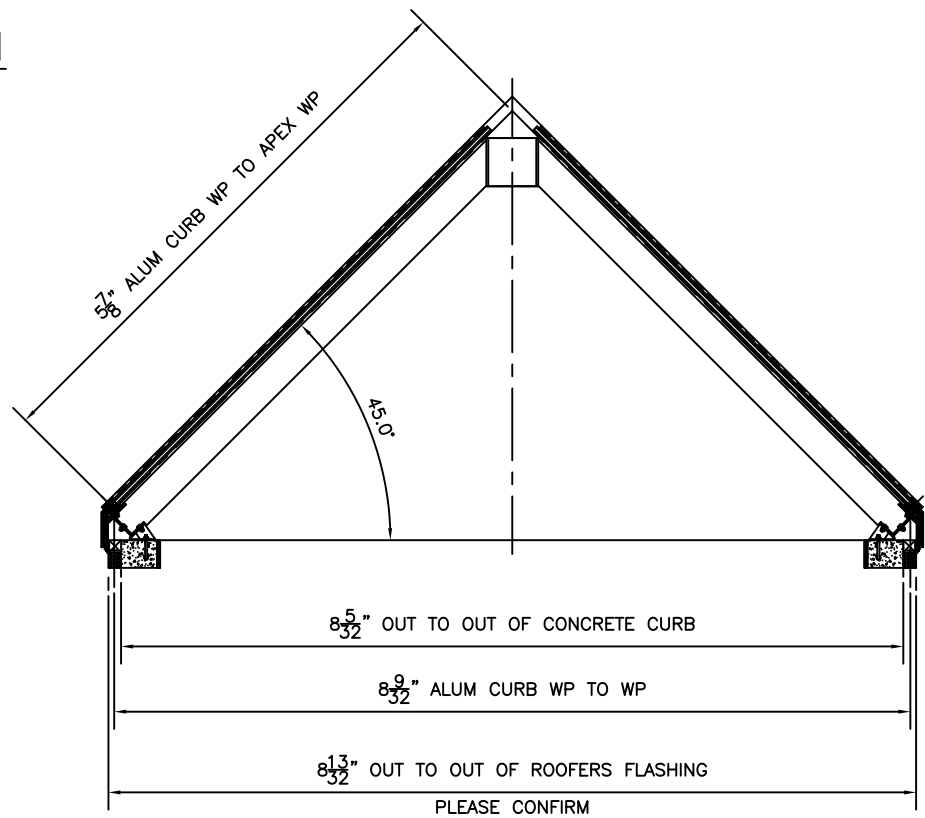 5 7/8" ALUM CURB WP TO APEX WP
45.0°
8 5/32" OUT TO OUT OF CONCRETE CURB
8 9/32" ALUM CURB WP TO WP
8 13/32" OUT TO OUT OF ROOFERS FLASHING
PLEASE CONFIRM